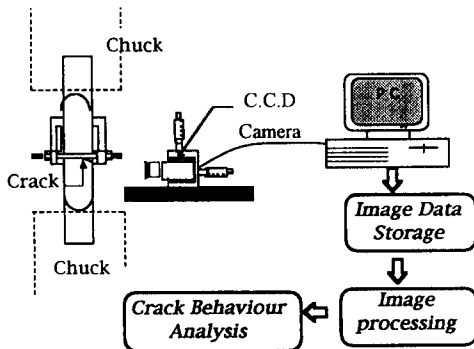 Chuck
P C
C.C.D
Camera
Crack
Chuck
Image Data
Storage
Image
processing
Crack Behaviour
Analysis